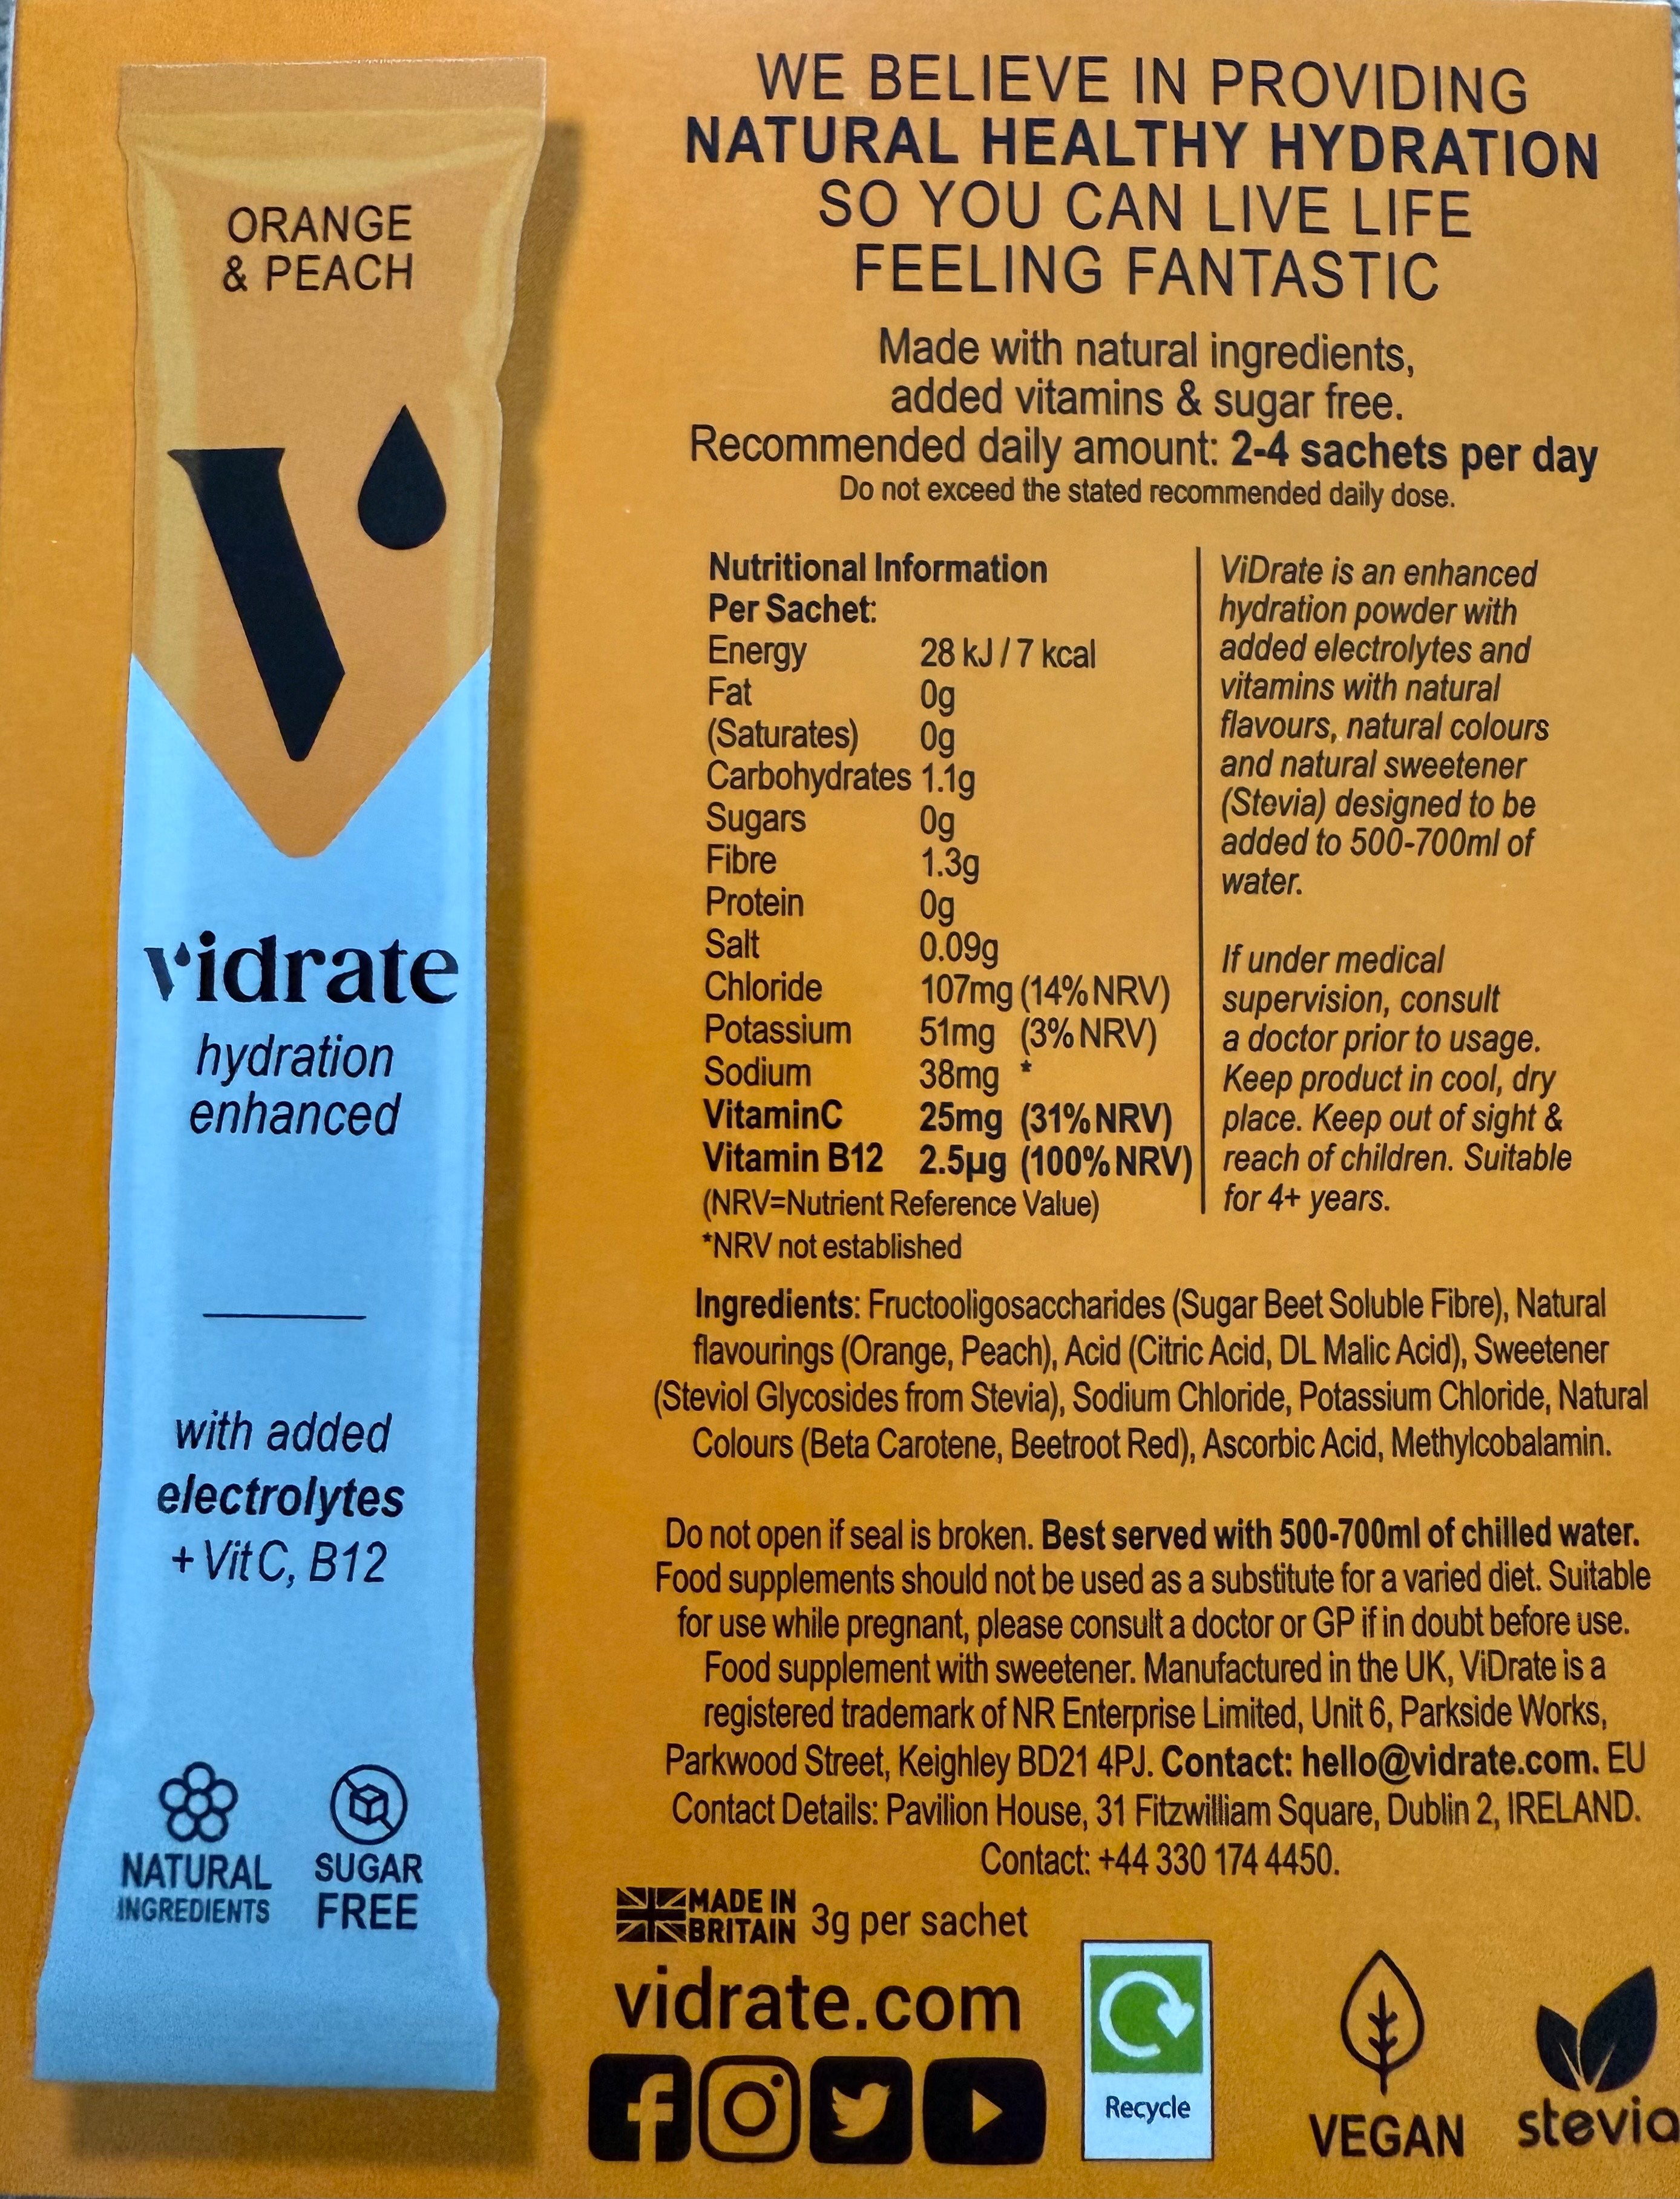 ORANGE
& PEACH
vidrate
hydration
enhanced
with added
electrolytes
+ Vit C, B12
NATURAL
INGREDIENTS
SUGAR
FREE
WE BELIEVE IN PROVIDING
NATURAL HEALTHY HYDRATION
SO YOU CAN LIVE LIFE
FEELING FANTASTIC
Made with natural ingredients,
added vitamins & sugar free.
Recommended daily amount: 2-4 sachets per day
Do not exceed the stated recommended daily dose.
Nutritional Information
Per Sachet:
Energy 28 kJ / 7 kcal
Fat 0g
(Saturates) 0g
Carbohydrates 1.1g
Sugars 0g
Fibre 1.3g
Protein 0g
Salt 0.09g
Chloride 107mg (14% NRV)
Potassium 51mg (3% NRV)
Sodium 38mg *
VitaminC 25mg (31% NRV)
Vitamin B12 2.5µg (100% NRV)
(NRV=Nutrient Reference Value)
*NRV not established
ViDrate is an enhanced
hydration powder with
added electrolytes and
vitamins with natural
flavours, natural colours
and natural sweetener
(Stevia) designed to be
added to 500-700ml of
water.
If under medical
supervision, consult
a doctor prior to usage.
Keep product in cool, dry
place. Keep out of sight &
reach of children. Suitable
for 4+ years.
Ingredients: Fructooligosaccharides (Sugar Beet Soluble Fibre), Natural
flavourings (Orange, Peach), Acid (Citric Acid, DL Malic Acid), Sweetener
(Steviol Glycosides from Stevia), Sodium Chloride, Potassium Chloride, Natural
Colours (Beta Carotene, Beetroot Red), Ascorbic Acid, Methylcobalamin.
Do not open if seal is broken. Best served with 500-700ml of chilled water.
Food supplements should not be used as a substitute for a varied diet. Suitable
for use while pregnant, please consult a doctor or GP if in doubt before use.
Food supplement with sweetener. Manufactured in the UK, ViDrate is a
registered trademark of NR Enterprise Limited, Unit 6, Parkside Works,
Parkwood Street, Keighley BD21 4PJ. Contact: hello@vidrate.com. EU
Contact Details: Pavilion House, 31 Fitzwilliam Square, Dublin 2, IRELAND.
Contact: +44 330 174 4450.
MADE IN
BRITAIN
3g per sachet
vidrate.com
Recycle
VEGAN
stevia